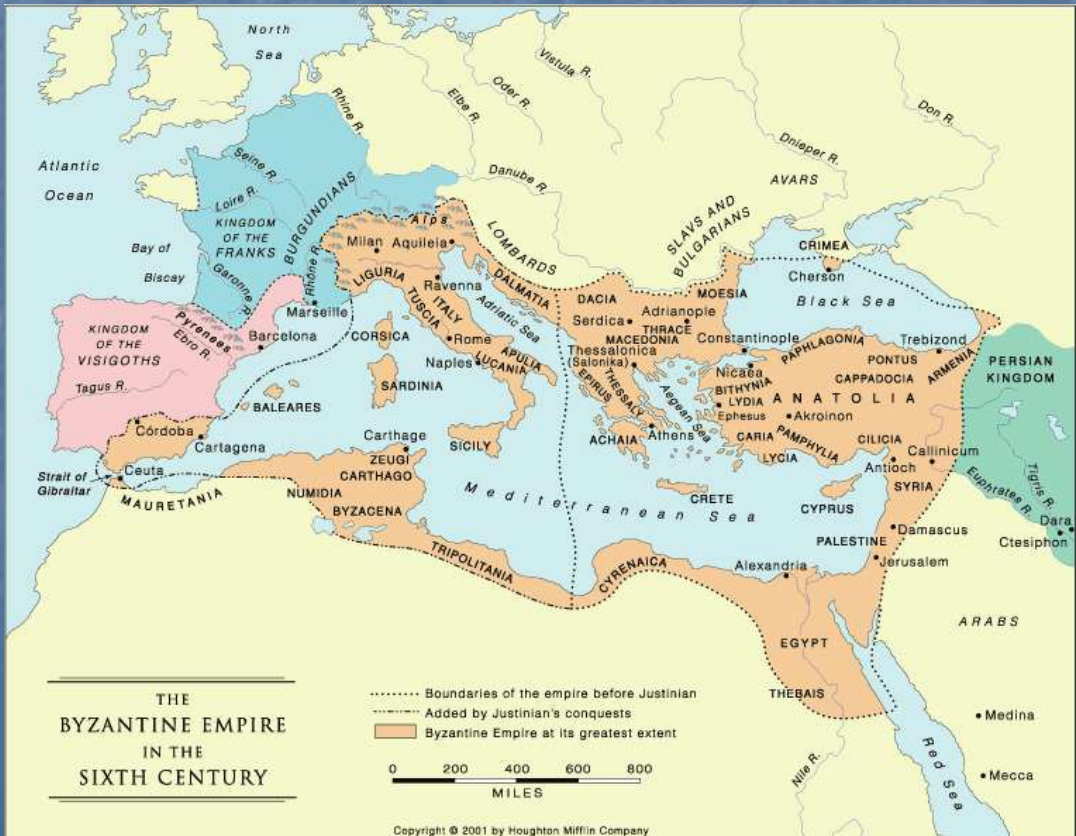 North
Sea
Atlantic
Ocean
Bay of
Biscay
Rhine R.
Elbe R.
Oder R.
Vistula R.
Don R.
Dnieper R.
Danube R.
AVARS
SLAVS AND
BULGARIANS
LOMBARDS
Seine R.
Loire R.
KINGDOM
OF THE
FRANKS
BURGUNDIANS
Garonne R.
Rhône R.
Marseille
Alps
Milan
Aquileia
LIGURIA
Ravenna
TUSCIA
ITALY
Adriatic Sea
DALMATIA
Rome
Naples
APULIA
LUCANIA
CORSICA
SARDINIA
SICILY
KINGDOM
OF THE
VISIGOTHS
Pyrenees
Ebro R.
Barcelona
Tagus R.
BALEARES
Córdoba
Cartagena
Strait of
Gibraltar
Ceuta
MAURETANIA
Carthage
ZEUGI
CARTHAGO
NUMIDIA
BYZACENA
TRIPOLITANIA
Mediterranean Sea
CYRENAICA
CRIMEA
Cherson
Black Sea
DACIA
MOESIA
Serdica
Adrianople
THRACE
MACEDONIA
Constantinople
Thessalonica
(Salonika)
EPIRUS
THESSALY
Aegean Sea
ACHAIA
Athens
PAPHLAGONIA
Trebizond
PONTUS
ARMENIA
Nicaea
BITHYNIA
CAPPADOCIA
LYDIA
ANATOLIA
Ephesus
Akroinon
CARIA
PAMPHYLIA
LYCIA
CILICIA
Callinicum
Antioch
SYRIA
CRETE
CYPRUS
Damascus
PALESTINE
Jerusalem
Alexandria
EGYPT
THEBAIS
Nile R.
Red Sea
PERSIAN
KINGDOM
Tigris R.
Euphrates R.
Dara
Ctesiphon
ARABS
Medina
Mecca
THE
BYZANTINE EMPIRE
IN THE
SIXTH CENTURY
Boundaries of the empire before Justinian
Added by Justinian's conquests
Byzantine Empire at its greatest extent
0 200 400 600 800
MILES
Copyright © 2001 by Houghton Mifflin Company